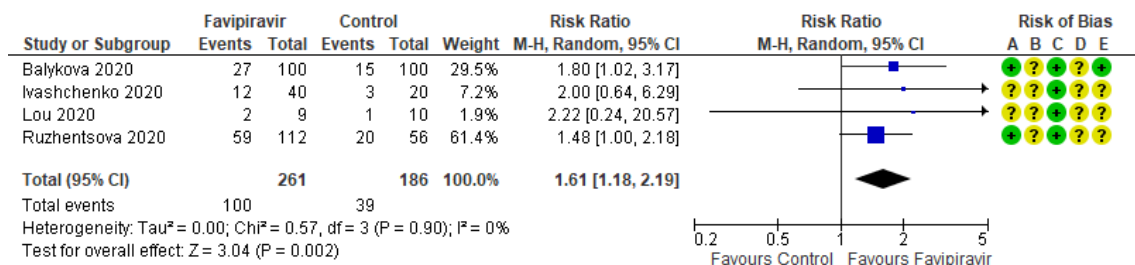 Favipiravir Control Risk Ratio Risk Ratio Risk of Bias
Study or Subgroup Events Total Events Total Weight M-H, Random, 95% CI M-H, Random, 95% CI A B C D E
Balykova 2020 27 100 15 100 29.5% 1.80 [1.02, 3.17] + ? + ? +
Ivashchenko 2020 12 40 3 20 7.2% 2.00 [0.64, 6.29] ? ? + ? ?
Lou 2020 2 9 1 10 1.9% 2.22 [0.24, 20.57] ? ? + ? ?
Ruzhentsova 2020 59 112 20 56 61.4% 1.48 [1.00, 2.18] + ? + ? ?
Total (95% CI) 261 186 100.0% 1.61 [1.18, 2.19]
Total events 100 39
Heterogeneity: Tau² = 0.00; Chi² = 0.57, df = 3 (P = 0.90); I² = 0%
Test for overall effect: Z = 3.04 (P = 0.002)
0.2 0.5 1 2 5
Favours Control Favours Favipiravir